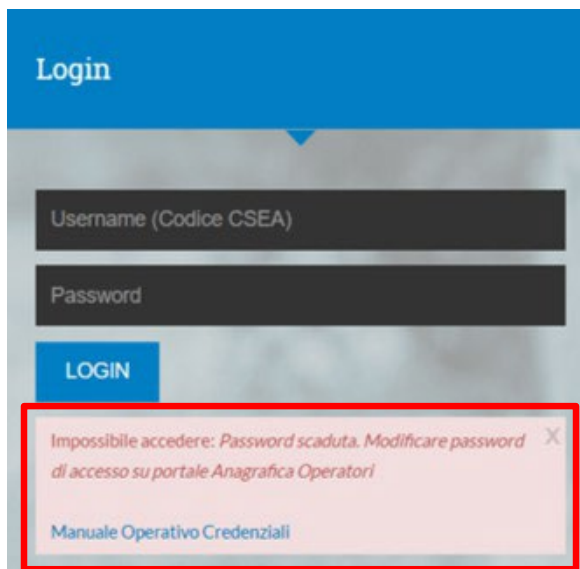 Login
Username (Codice CSEA)
Password
LOGIN
Impossibile accedere: Password scaduta. Modificare password
X
di accesso su portale Anagrafica Operatori
Manuale Operativo Credenziali